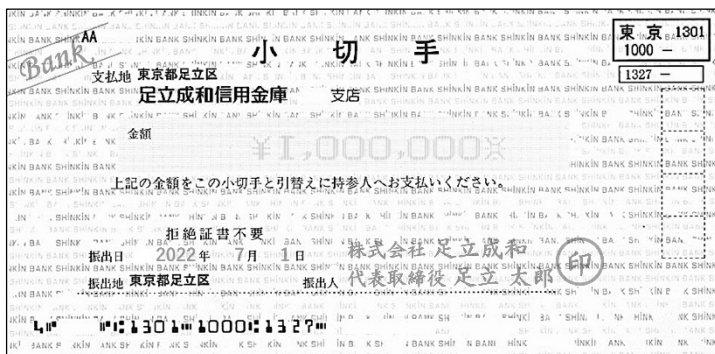 Bank
AA
小切手
東京 1301
1000 -
1327 -
支払地 東京都足立区
足立成和信用金庫 支店
金額
¥1,000,000※
上記の金額をこの小切手と引替えに持参人へお支払いください。
拒絶証書不要
振出日 2022年 7月 1日
株式会社 足立成和
振出地 東京都足立区
振出人 代表取締役 足立 太郎 印
SHINKIN BANK